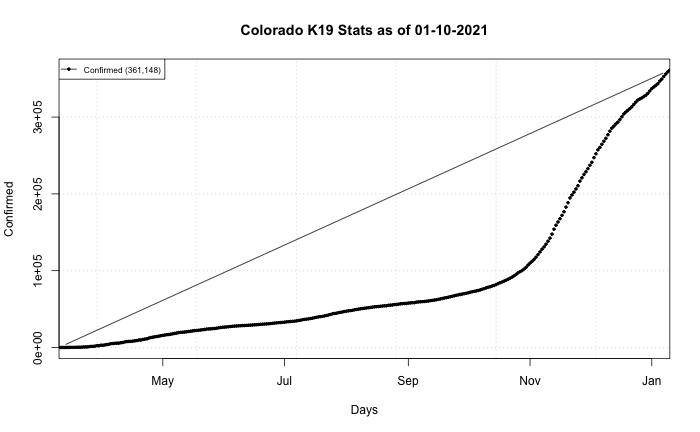 Colorado K19 Stats as of 01-10-2021
Confirmed (361,148)
Confirmed
3e+05
2e+05
1e+05
0e+00
May Jul Sep Nov Jan
Days